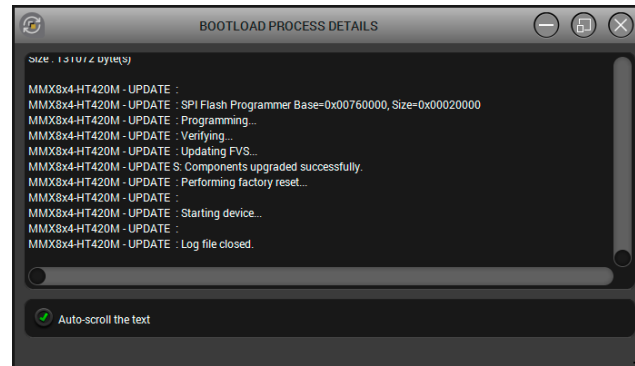 BOOTLOAD PROCESS DETAILS
Size : 131072 byte(s)
MMX8x4-HT420M - UPDATE :
MMX8x4-HT420M - UPDATE : SPI Flash Programmer Base=0x00760000, Size=0x00020000
MMX8x4-HT420M - UPDATE : Programming...
MMX8x4-HT420M - UPDATE : Verifying...
MMX8x4-HT420M - UPDATE : Updating FVS...
MMX8x4-HT420M - UPDATE S: Components upgraded successfully.
MMX8x4-HT420M - UPDATE : Performing factory reset...
MMX8x4-HT420M - UPDATE :
MMX8x4-HT420M - UPDATE : Starting device...
MMX8x4-HT420M - UPDATE :
MMX8x4-HT420M - UPDATE : Log file closed.
Auto-scroll the text